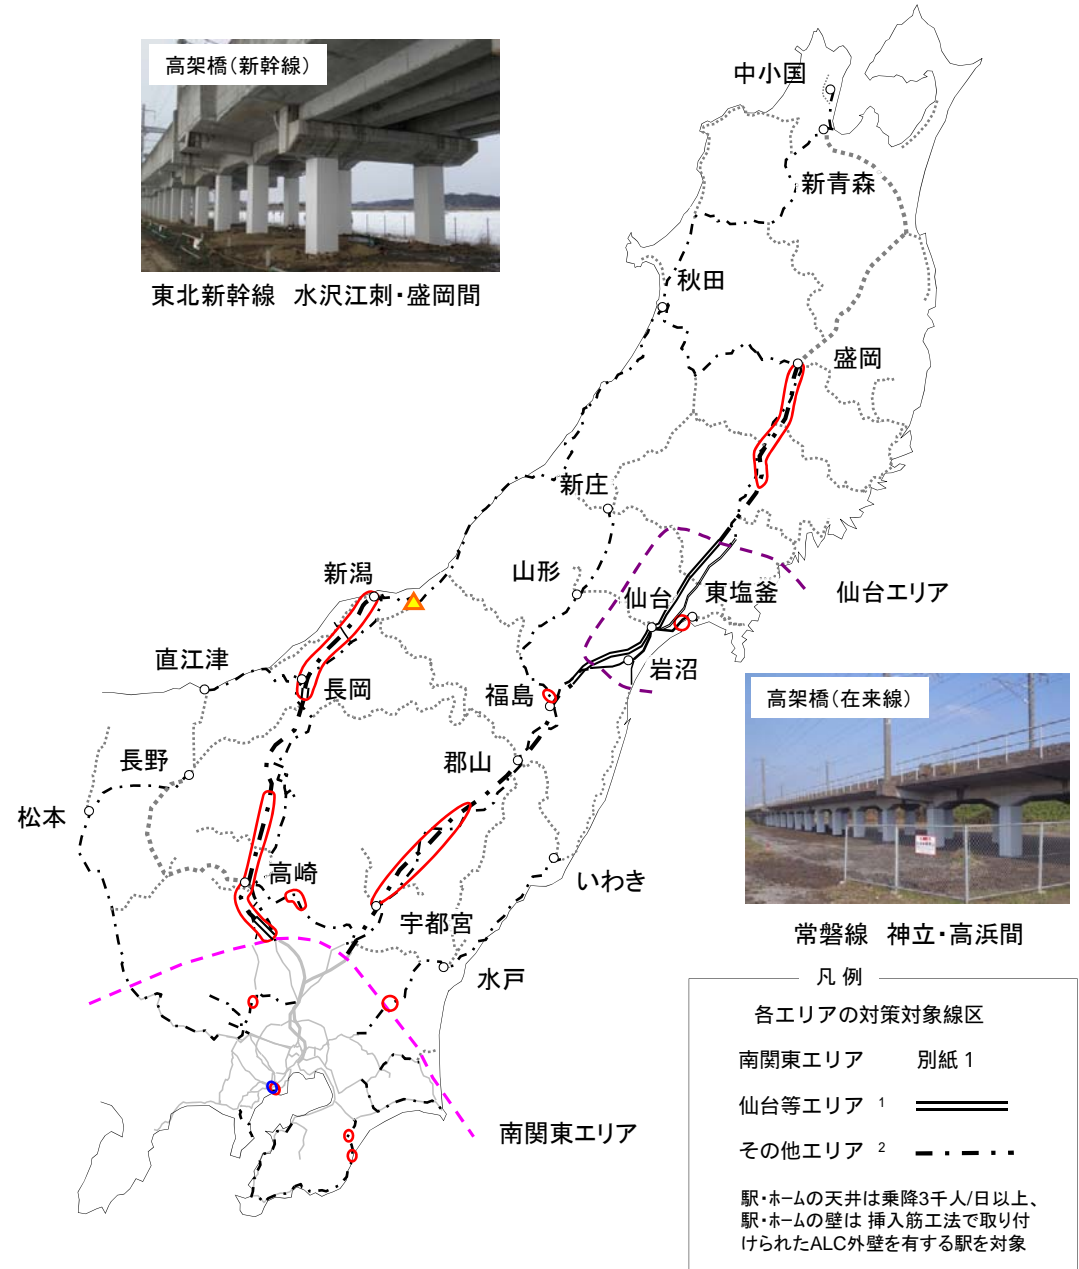 高架橋（新幹線）
東北新幹線 水沢江刺・盛岡間
中小国
新青森
秋田
盛岡
新庄
山形
新潟
仙台
東塩釜
仙台エリア
岩沼
直江津
長岡
福島
高架橋（在来線）
郡山
長野
松本
高崎
いわき
宇都宮
水戸
常磐線 神立・高浜間
南関東エリア
凡 例
各エリアの対策対象線区
南関東エリア 別紙１
仙台等エリア 1
その他エリア 2
駅・ホームの天井は乗降3千人/日以上、
駅・ホームの壁は 挿入筋工法で取り付
けられたALC外壁を有する駅を対象